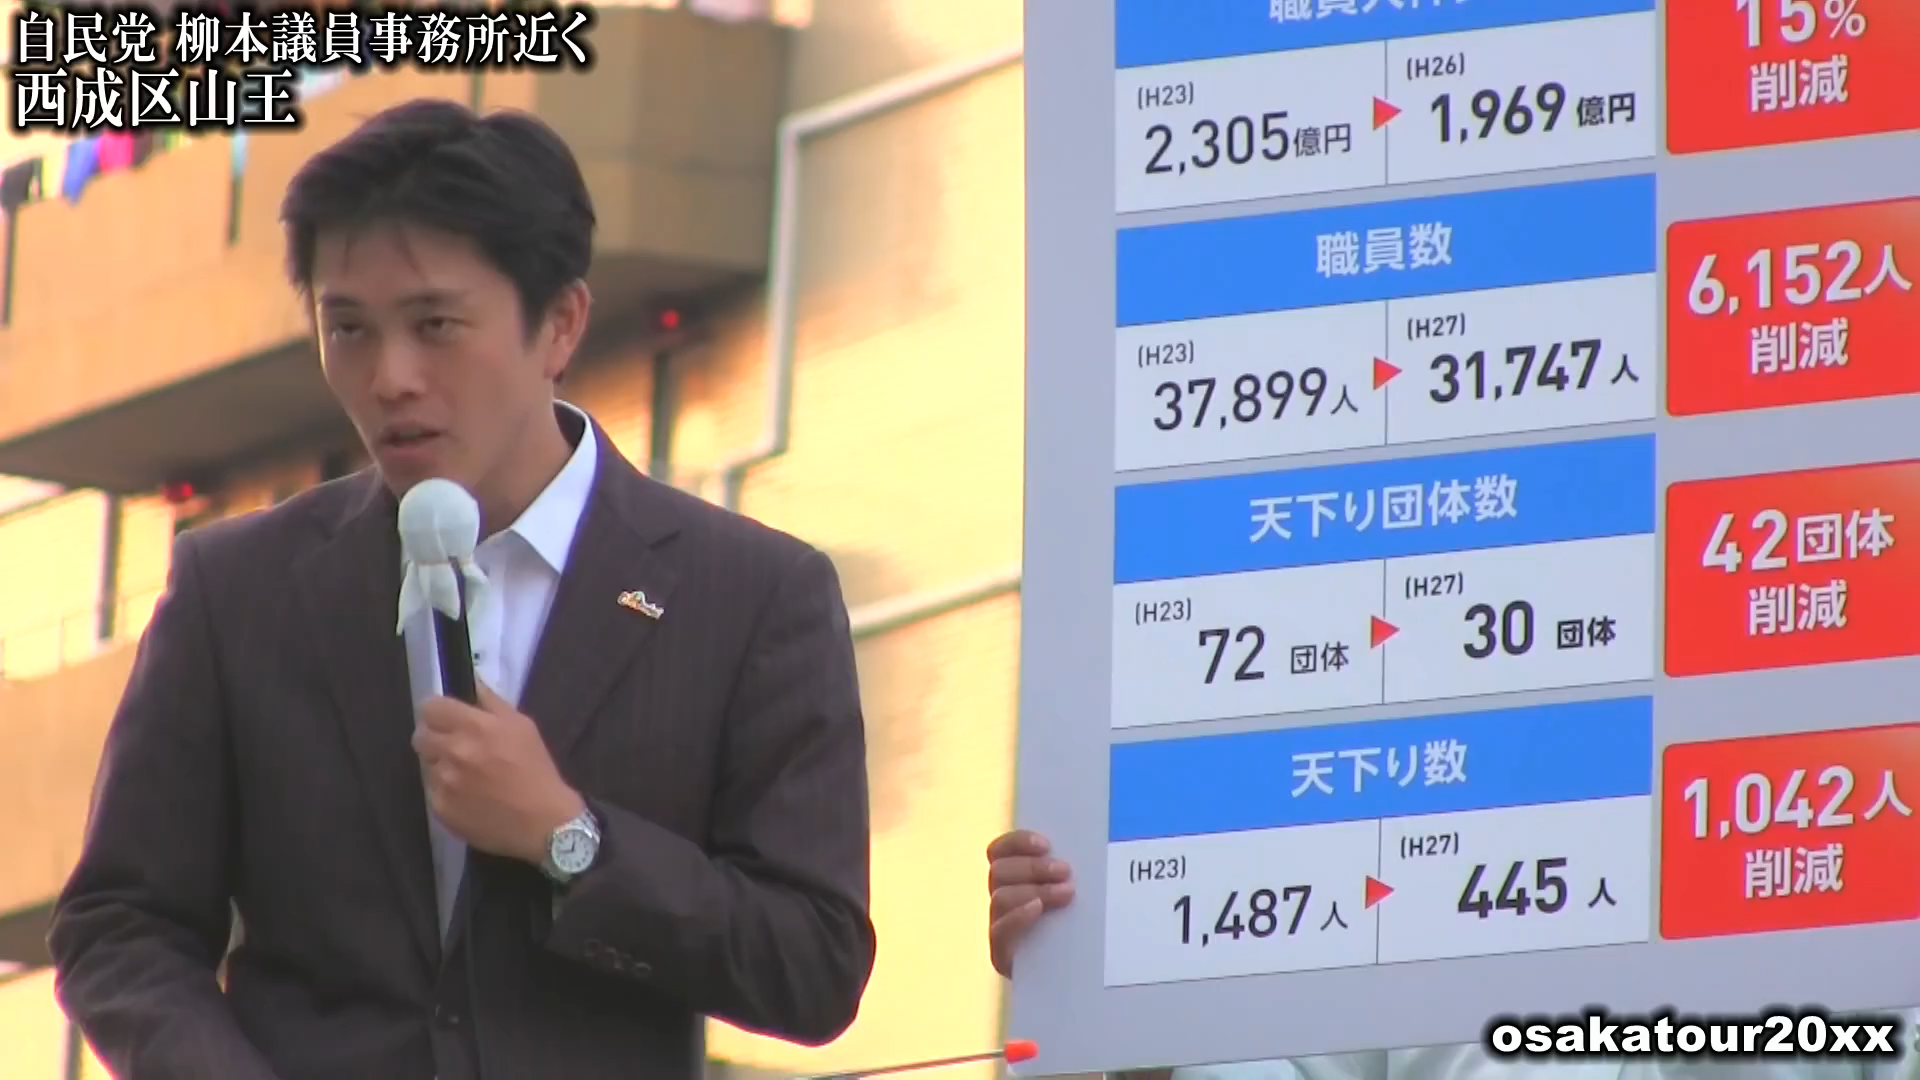 自民党 柳本議員事務所近く
西成区山王
(H23)
2,305億円
(H26)
1,969億円
15%
削減
職員数
(H23)
37,899人
(H27)
31,747人
6,152人
削減
天下り団体数
(H23)
72 団体
(H27)
30 団体
42団体
削減
天下り数
(H23)
1,487人
(H27)
445人
1,042人
削減
osakatour20xx